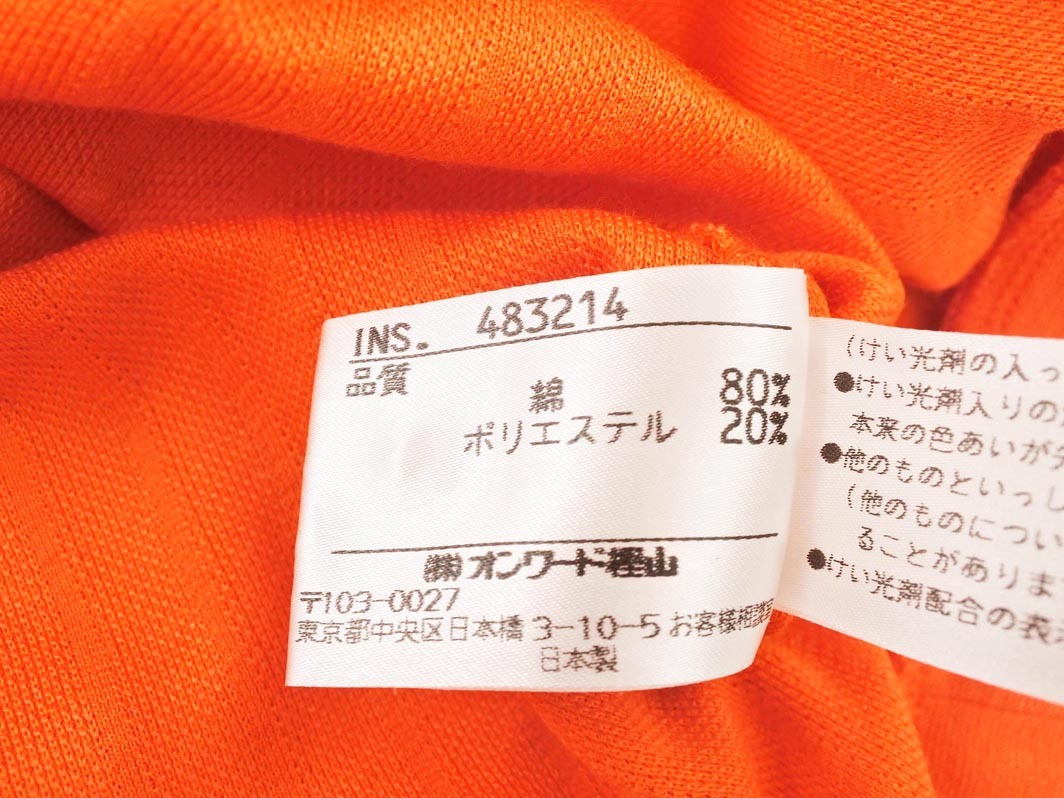 INS. 483214
品質
綿 80%
ポリエステル 20%
㈱オンワード樫山
〒103-0027
東京都中央区日本橋 3-10-5 お客様相談室
日本製
(けい光剤の入っ
●けい光剤入りの
本来の色あいが
●他のものといっし
(他のものについ
ることがありま
●けい光剤配合の表